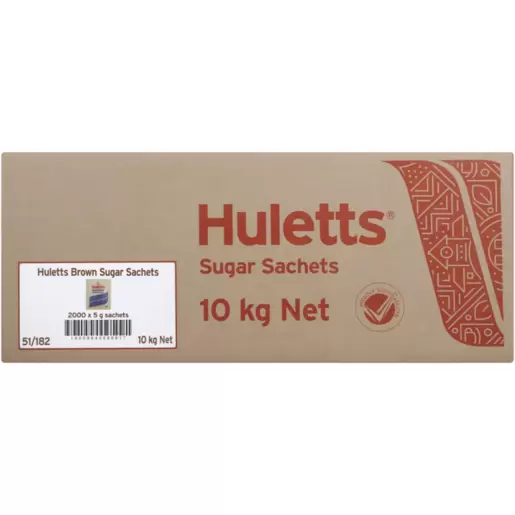 Huletts®
Sugar Sachets
10 kg Net
Huletts Brown Sugar Sachets
2000 x 5 g sachets
51/182
10 kg Net